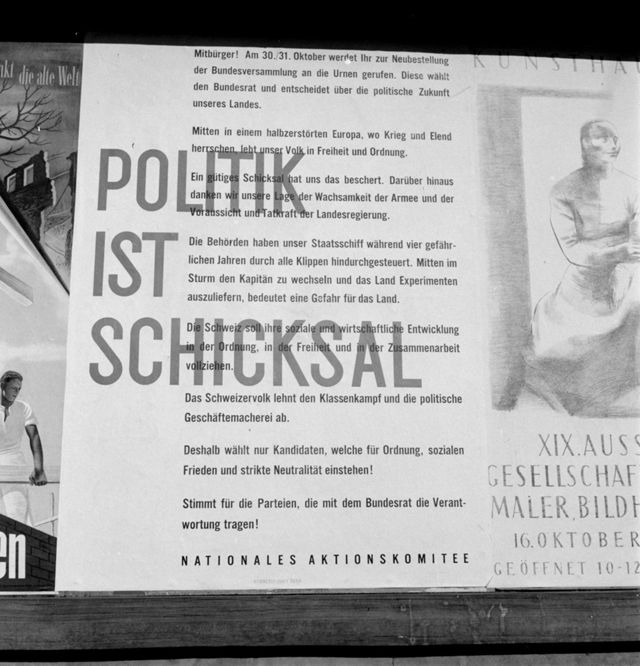 die alte Welt
Mitbürger! Am 30./31. Oktober werdet Ihr zur Neubestellung
der Bundesversammlung an die Urnen gerufen. Diese wählt
den Bundesrat und entscheidet über die politische Zukunft
unseres Landes.
Mitten in einem halbzerstörten Europa, wo Krieg und Elend
herrschen, lebt unser Volk in Freiheit und Ordnung.
POLITIK
IST
SCHICKSAL
Ein gütiges Schicksal hat uns das beschert. Darüber hinaus
danken wir unsere Lage der Wachsamkeit der Armee und der
Voraussicht und Tatkraft der Landesregierung.
Die Behörden haben unser Staatsschiff während vier gefähr-
lichen Jahren durch alle Klippen hindurchgesteuert. Mitten im
Sturm den Kapitän zu wechseln und das Land Experimenten
auszuliefern, bedeutet eine Gefahr für das Land.
Die Schweiz soll ihre soziale und wirtschaftliche Entwicklung
in der Ordnung, in der Freiheit und in der Zusammenarbeit
vollziehen.
Das Schweizervolk lehnt den Klassenkampf und die politische
Geschäftemacherei ab.
Deshalb wählt nur Kandidaten, welche für Ordnung, sozialen
Frieden und strikte Neutralität einstehen!
Stimmt für die Parteien, die mit dem Bundesrat die Verant-
wortung tragen!
NATIONALES AKTIONSKOMITEE
en
KUNSTHA
XIX. AUSS
GESELLSCHAF
MALER, BILDH
16. OKTOBER
GEÖFFNET 10-12